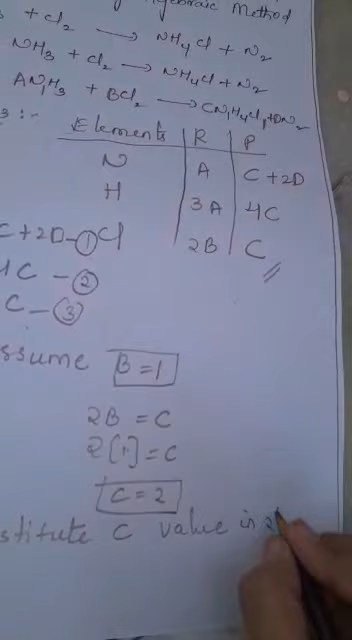 Algebraic Method
+ Cl₂ ⟶ NH₄Cl + N₂
NH₃ + Cl₂ ⟶ NH₄Cl + N₂
ANH₃ + BCl₂ ⟶ CNH₄Cl + DN₂
:-
Elements R P
N A C + 2D
H 3A 4C
Cl 2B C
C + 2D - ①
4C - ②
C - ③
ssume B = 1
2B = C
2[1] = C
C = 2
stitute C value in 2